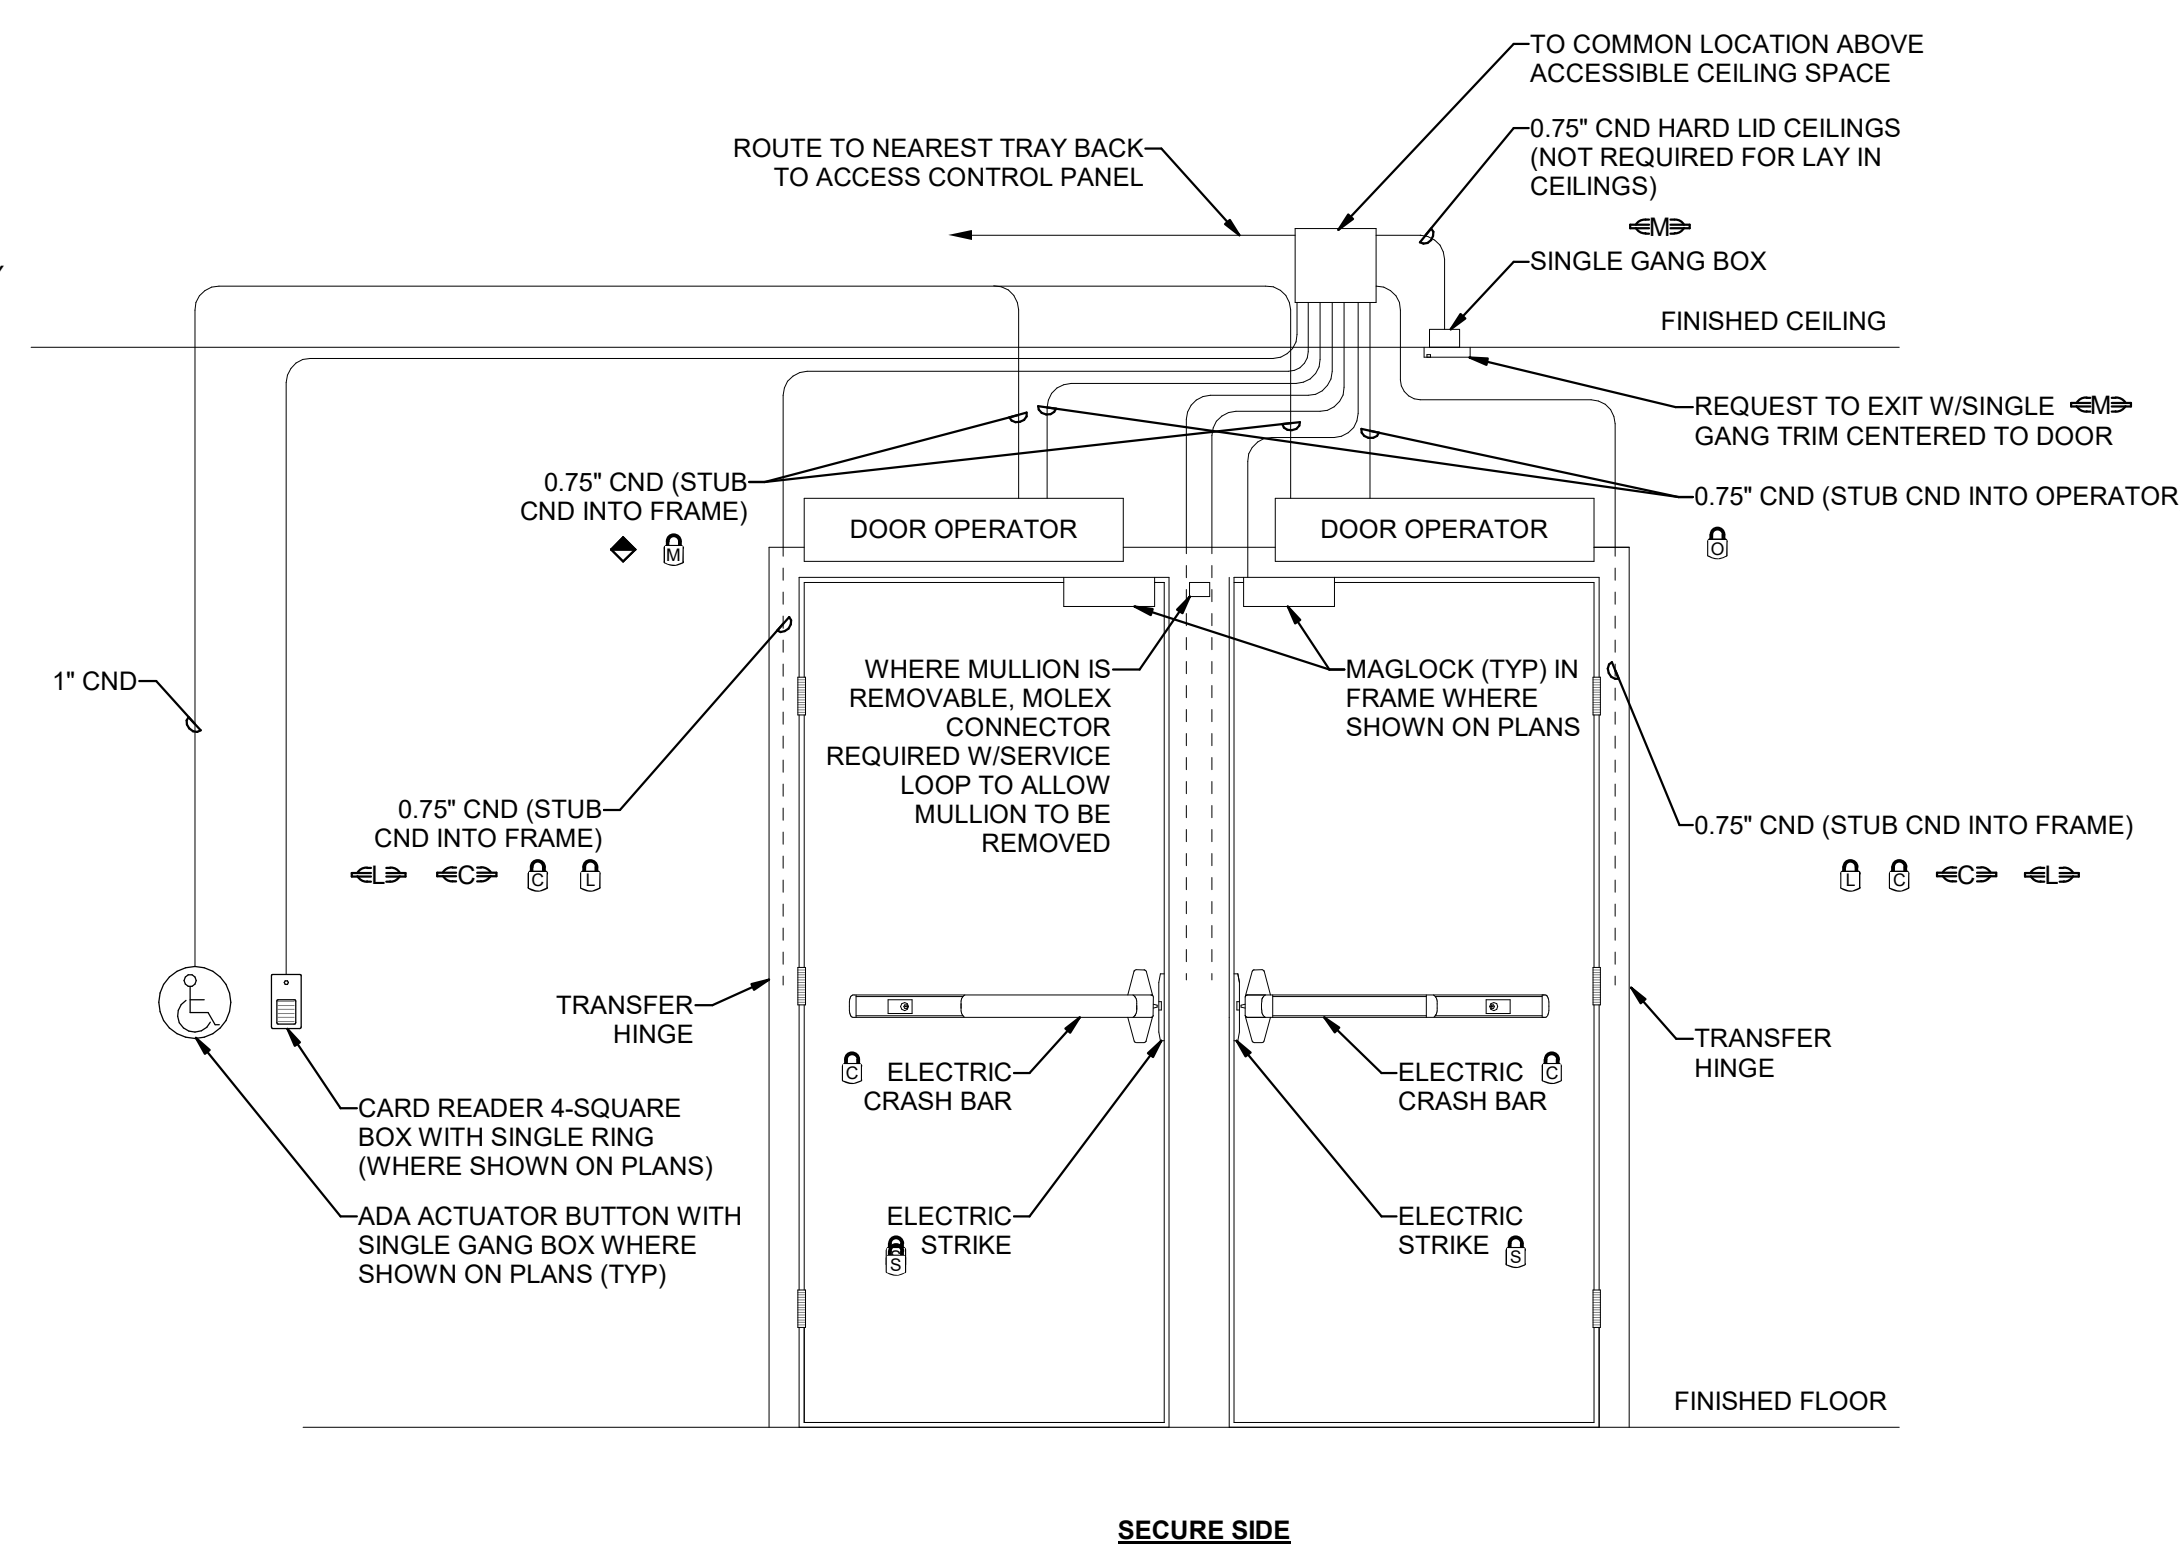 TO COMMON LOCATION ABOVE
ACCESSIBLE CEILING SPACE
0.75" CND HARD LID CEILINGS
(NOT REQUIRED FOR LAY IN
CEILINGS)
M
ROUTE TO NEAREST TRAY BACK
TO ACCESS CONTROL PANEL
SINGLE GANG BOX
FINISHED CEILING
REQUEST TO EXIT W/SINGLE M
GANG TRIM CENTERED TO DOOR
0.75" CND (STUB
CND INTO FRAME)
M
0.75" CND (STUB CND INTO OPERATOR
O
DOOR OPERATOR
DOOR OPERATOR
1" CND
WHERE MULLION IS
REMOVABLE, MOLEX
CONNECTOR
REQUIRED W/SERVICE
LOOP TO ALLOW
MULLION TO BE
REMOVED
MAGLOCK (TYP) IN
FRAME WHERE
SHOWN ON PLANS
0.75" CND (STUB
CND INTO FRAME)
L C C L
0.75" CND (STUB CND INTO FRAME)
L C C L
TRANSFER
HINGE
TRANSFER
HINGE
C ELECTRIC
CRASH BAR
ELECTRIC C
CRASH BAR
CARD READER 4-SQUARE
BOX WITH SINGLE RING
(WHERE SHOWN ON PLANS)
ADA ACTUATOR BUTTON WITH
SINGLE GANG BOX WHERE
SHOWN ON PLANS (TYP)
ELECTRIC
S STRIKE
ELECTRIC
STRIKE S
FINISHED FLOOR
SECURE SIDE